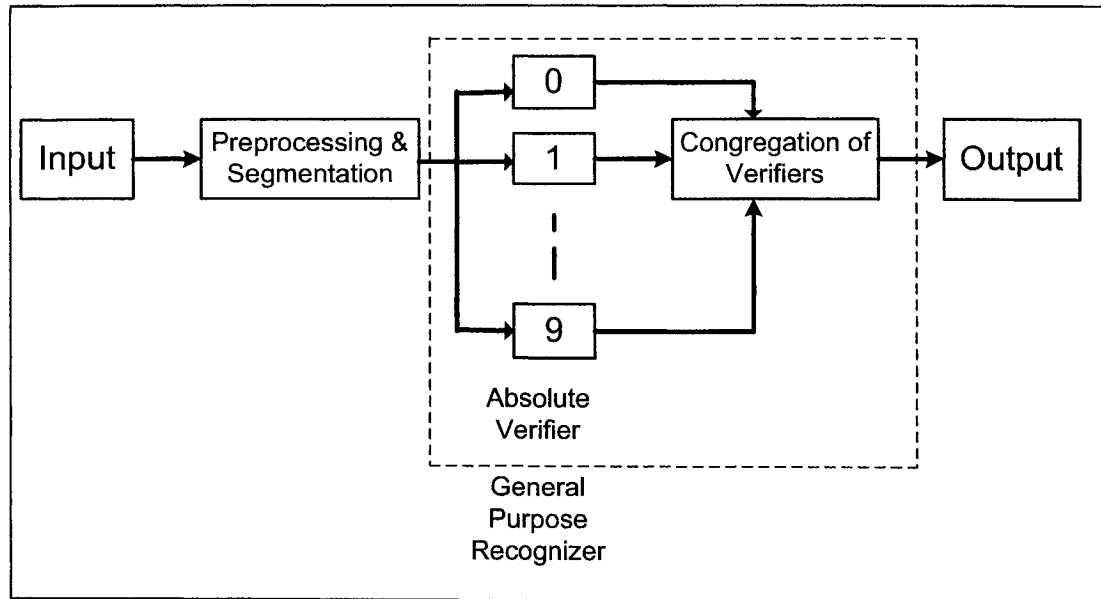 Input
Preprocessing &
Segmentation
0
1
9
Absolute
Verifier
Congregation of
Verifiers
Output
General
Purpose
Recognizer